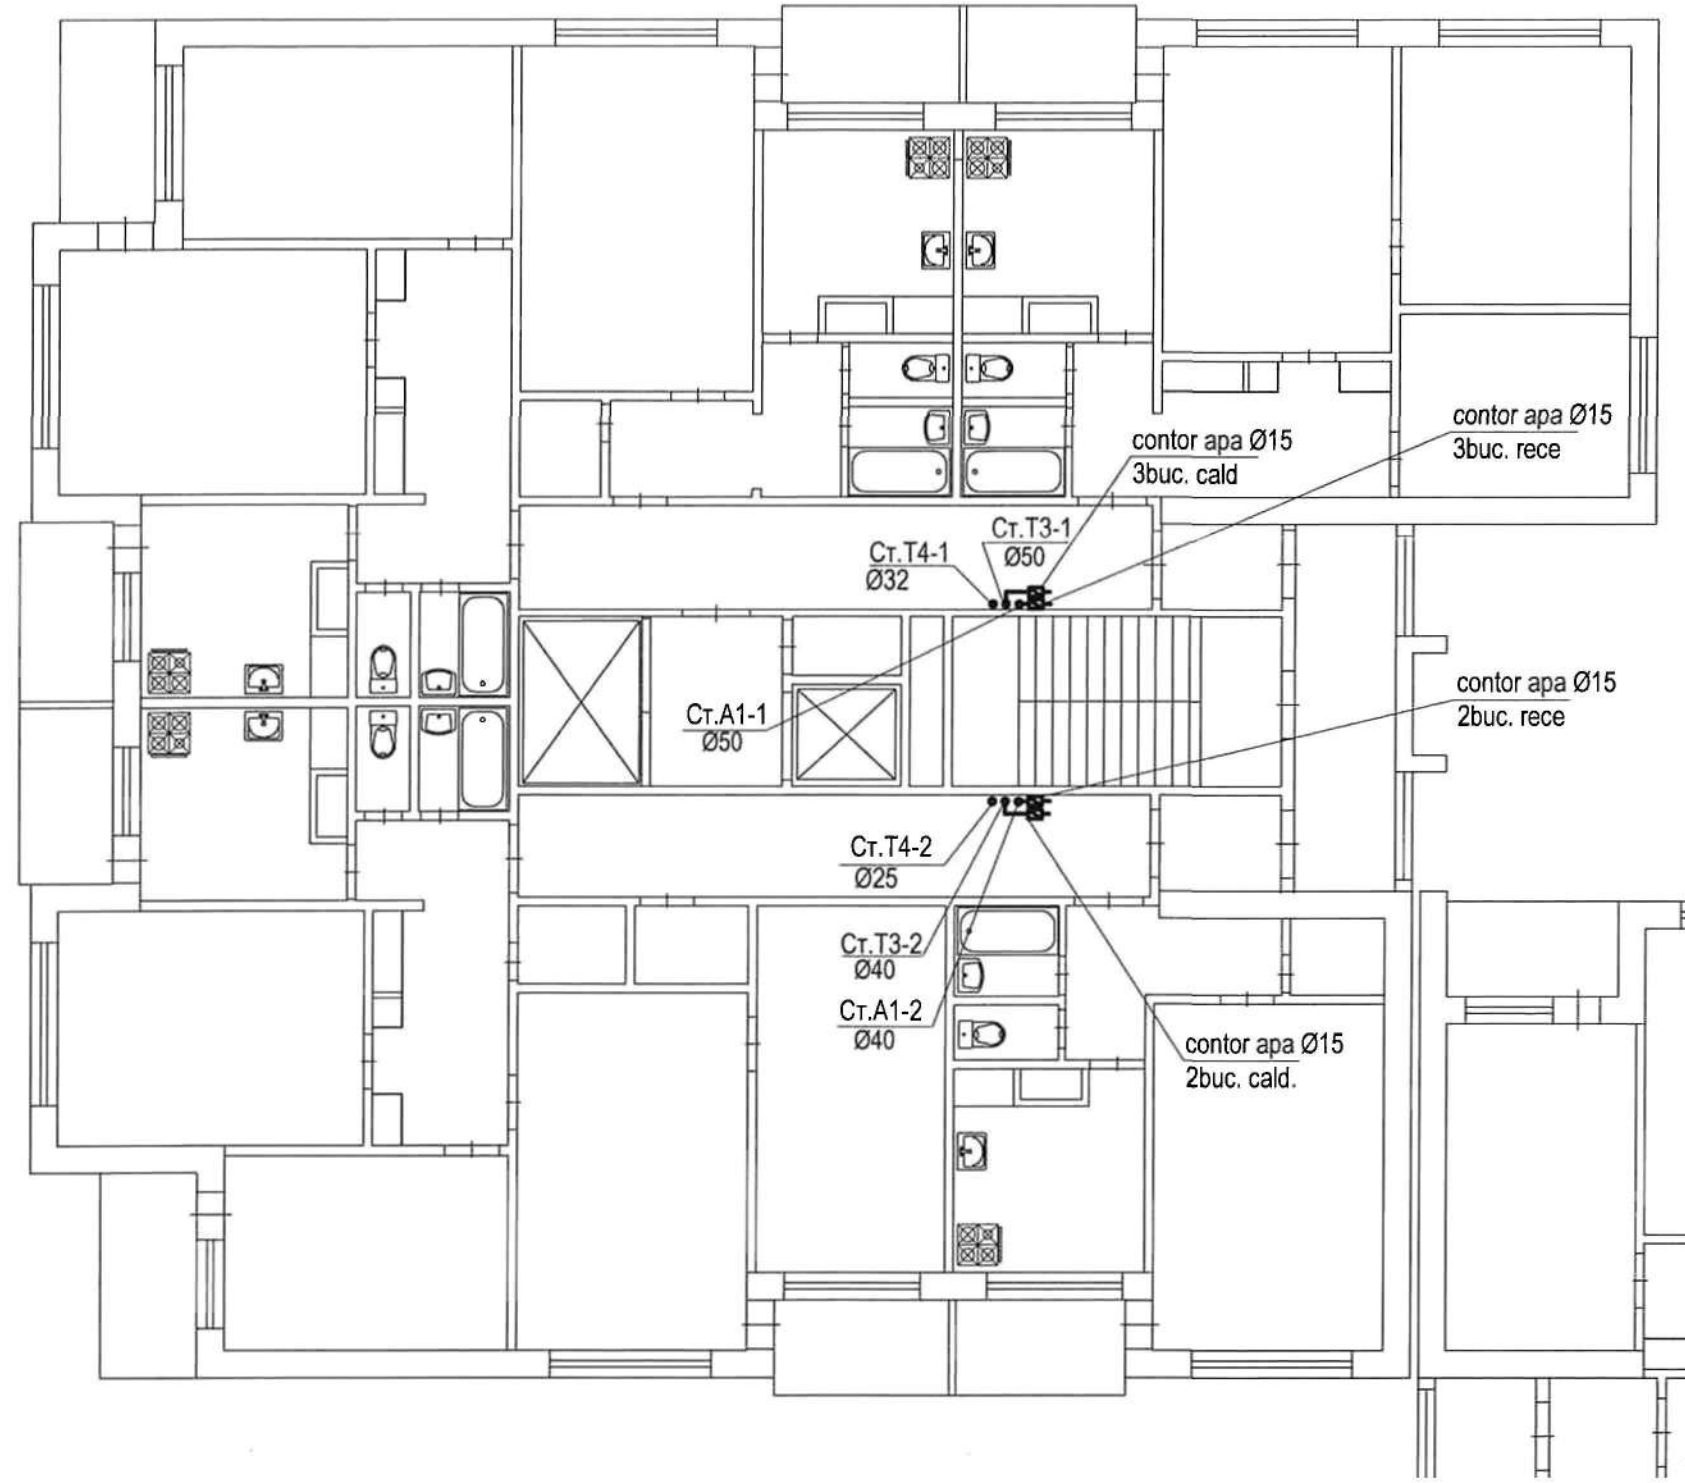 contor apa Ø15
3buc. rece
contor apa Ø15
3buc. cald
Ст.Т3-1
Ø50
Ст.Т4-1
Ø32
contor apa Ø15
2buc. rece
Ст.А1-1
Ø50
Ст.Т4-2
Ø25
Ст.Т3-2
Ø40
Ст.А1-2
Ø40
contor apa Ø15
2buc. cald.